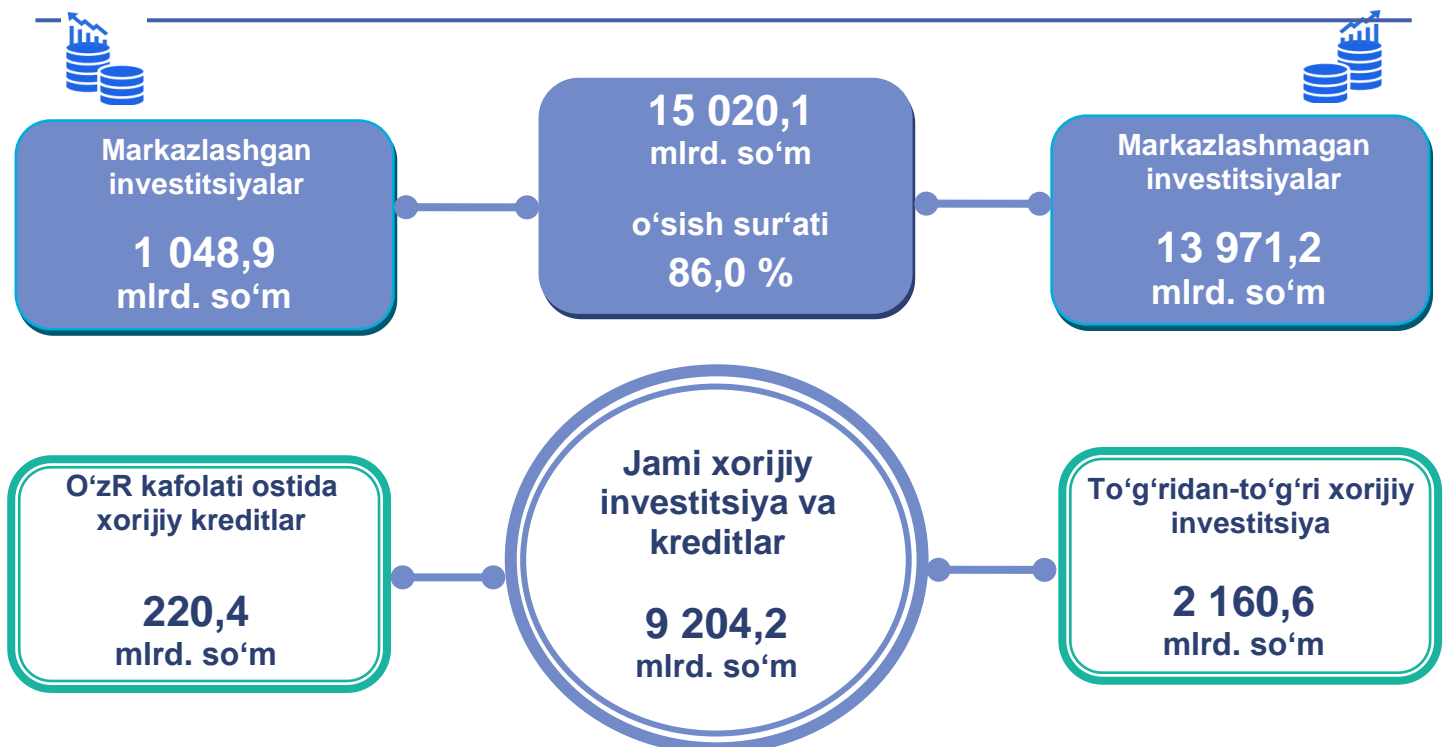 Markazlashgan
investitsiyalar
1 048,9
mlrd. so‘m
15 020,1
mlrd. so‘m
o‘sish sur‘ati
86,0 %
Markazlashmagan
investitsiyalar
13 971,2
mlrd. so‘m
O‘zR kafolati ostida
xorijiy kreditlar
220,4
mlrd. so‘m
Jami xorijiy
investitsiya va
kreditlar
9 204,2
mlrd. so‘m
To‘g‘ridan-to‘g‘ri xorijiy
investitsiya
2 160,6
mlrd. so‘m